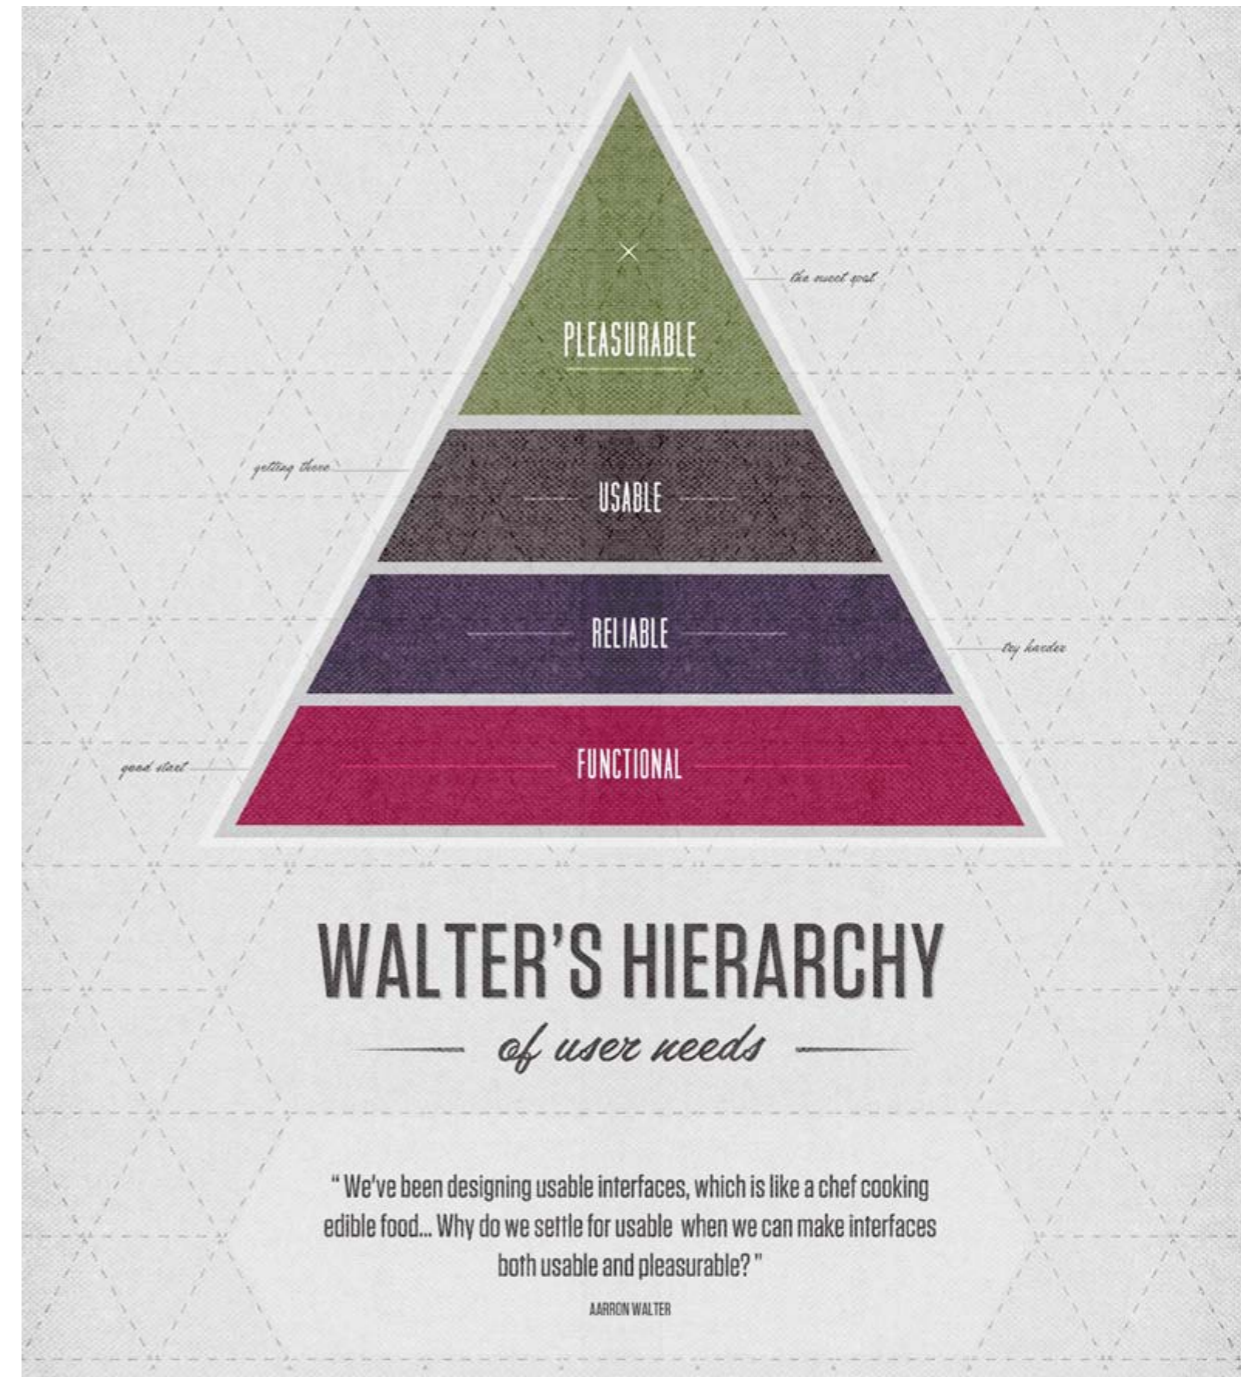 the sweet spot
PLEASURABLE
getting there
USABLE
RELIABLE
try harder
FUNCTIONAL
good start
WALTER’S HIERARCHY
of user needs
“ We've been designing usable interfaces, which is like a chef cooking
edible food... Why do we settle for usable when we can make interfaces
both usable and pleasurable? ”
AARRON WALTER